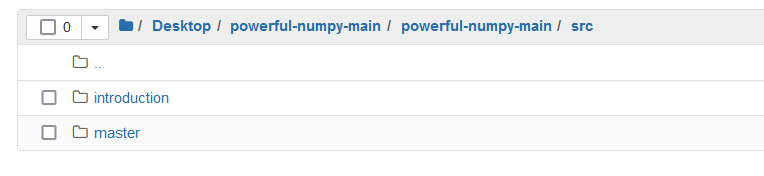 0 / Desktop / powerful-numpy-main / powerful-numpy-main / src
..
introduction
master